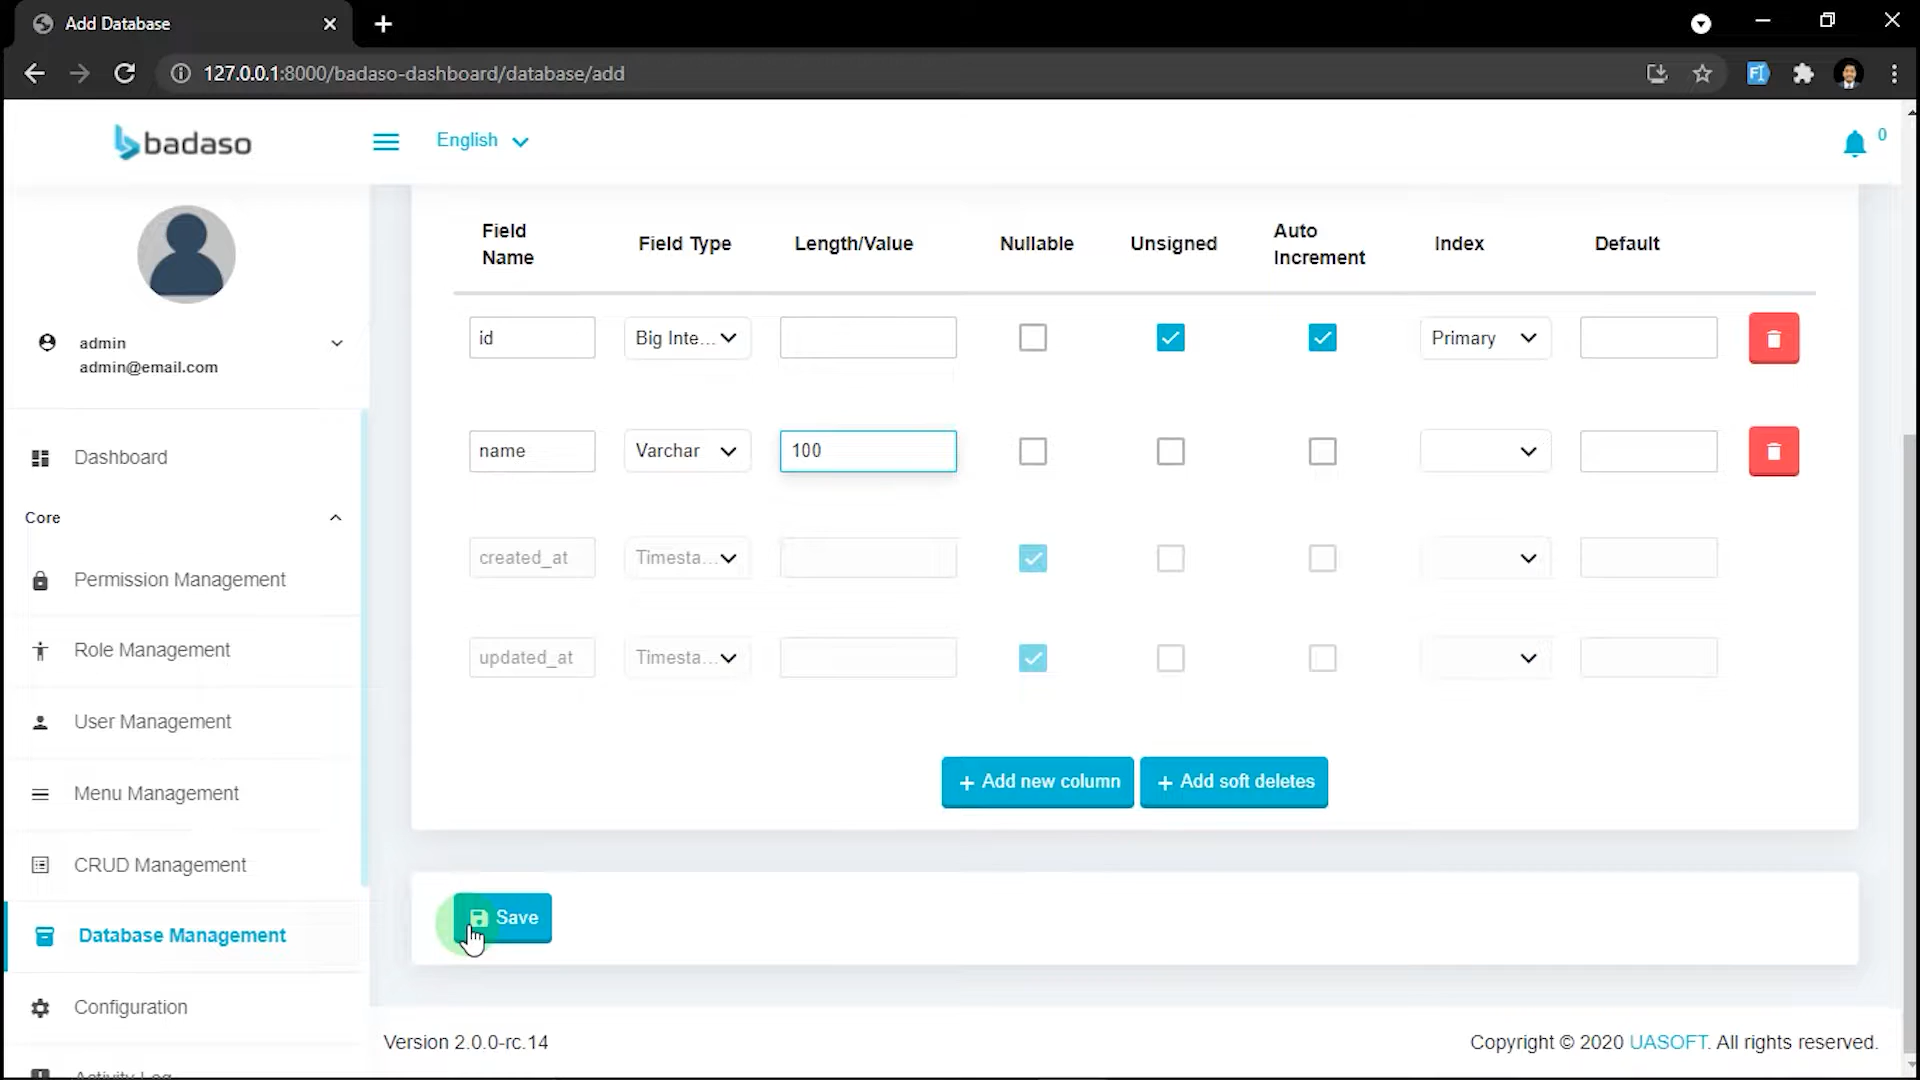 Add Database
127.0.0.1:8000/badaso-dashboard/database/add
badaso
English
0
admin
admin@email.com
Dashboard
Core
Permission Management
Role Management
User Management
Menu Management
CRUD Management
Database Management
Configuration
Activity Log
Field Name Field Type Length/Value Nullable Unsigned Auto Increment Index Default
id Big Inte... Primary
name Varchar 100
created_at Timesta...
updated_at Timesta...
+ Add new column + Add soft deletes
Save
Version 2.0.0-rc.14 Copyright © 2020 UASOFT. All rights reserved.